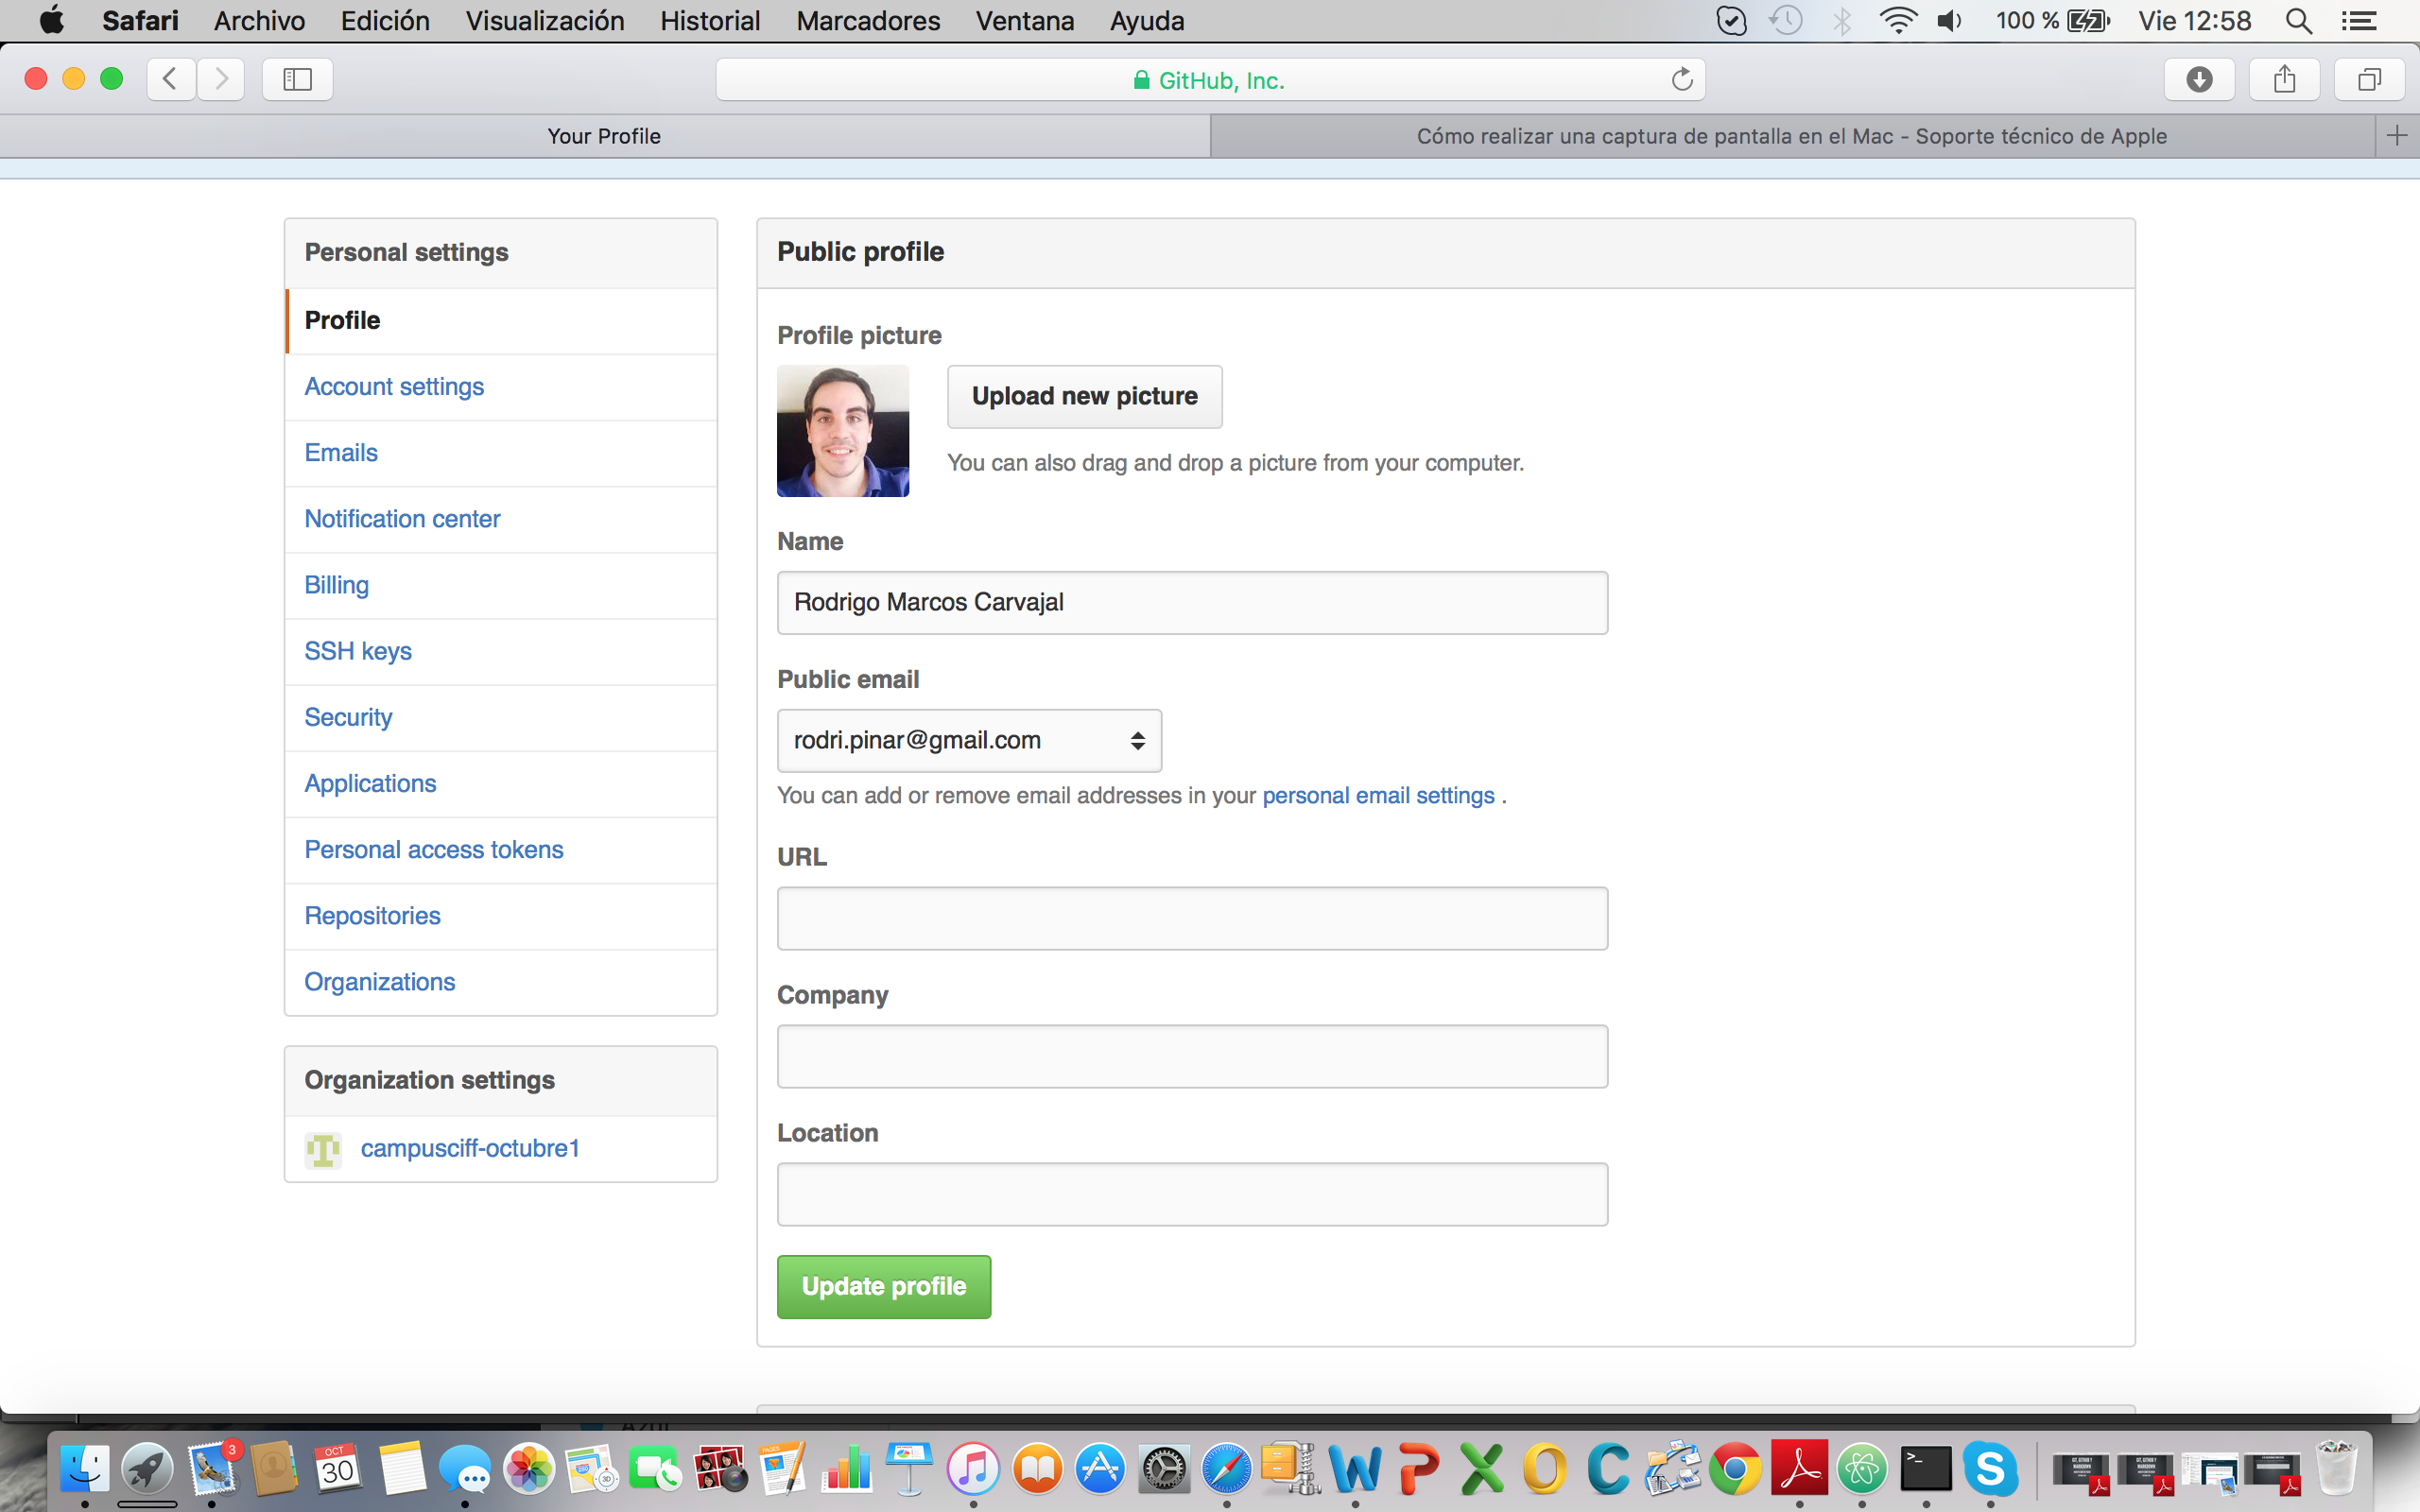 Safari Archivo Edición Visualización Historial Marcadores Ventana Ayuda 100 % Vie 12:58
GitHub, Inc.
Your Profile
Cómo realizar una captura de pantalla en el Mac - Soporte técnico de Apple
Personal settings
Profile
Account settings
Emails
Notification center
Billing
SSH keys
Security
Applications
Personal access tokens
Repositories
Organizations
Organization settings
campusciff-octubre1
Public profile
Profile picture
Upload new picture
You can also drag and drop a picture from your computer.
Name
Rodrigo Marcos Carvajal
Public email
rodri.pinar@gmail.com
You can add or remove email addresses in your personal email settings .
URL
Company
Location
Update profile
3
OCT
30
PAGES
3D